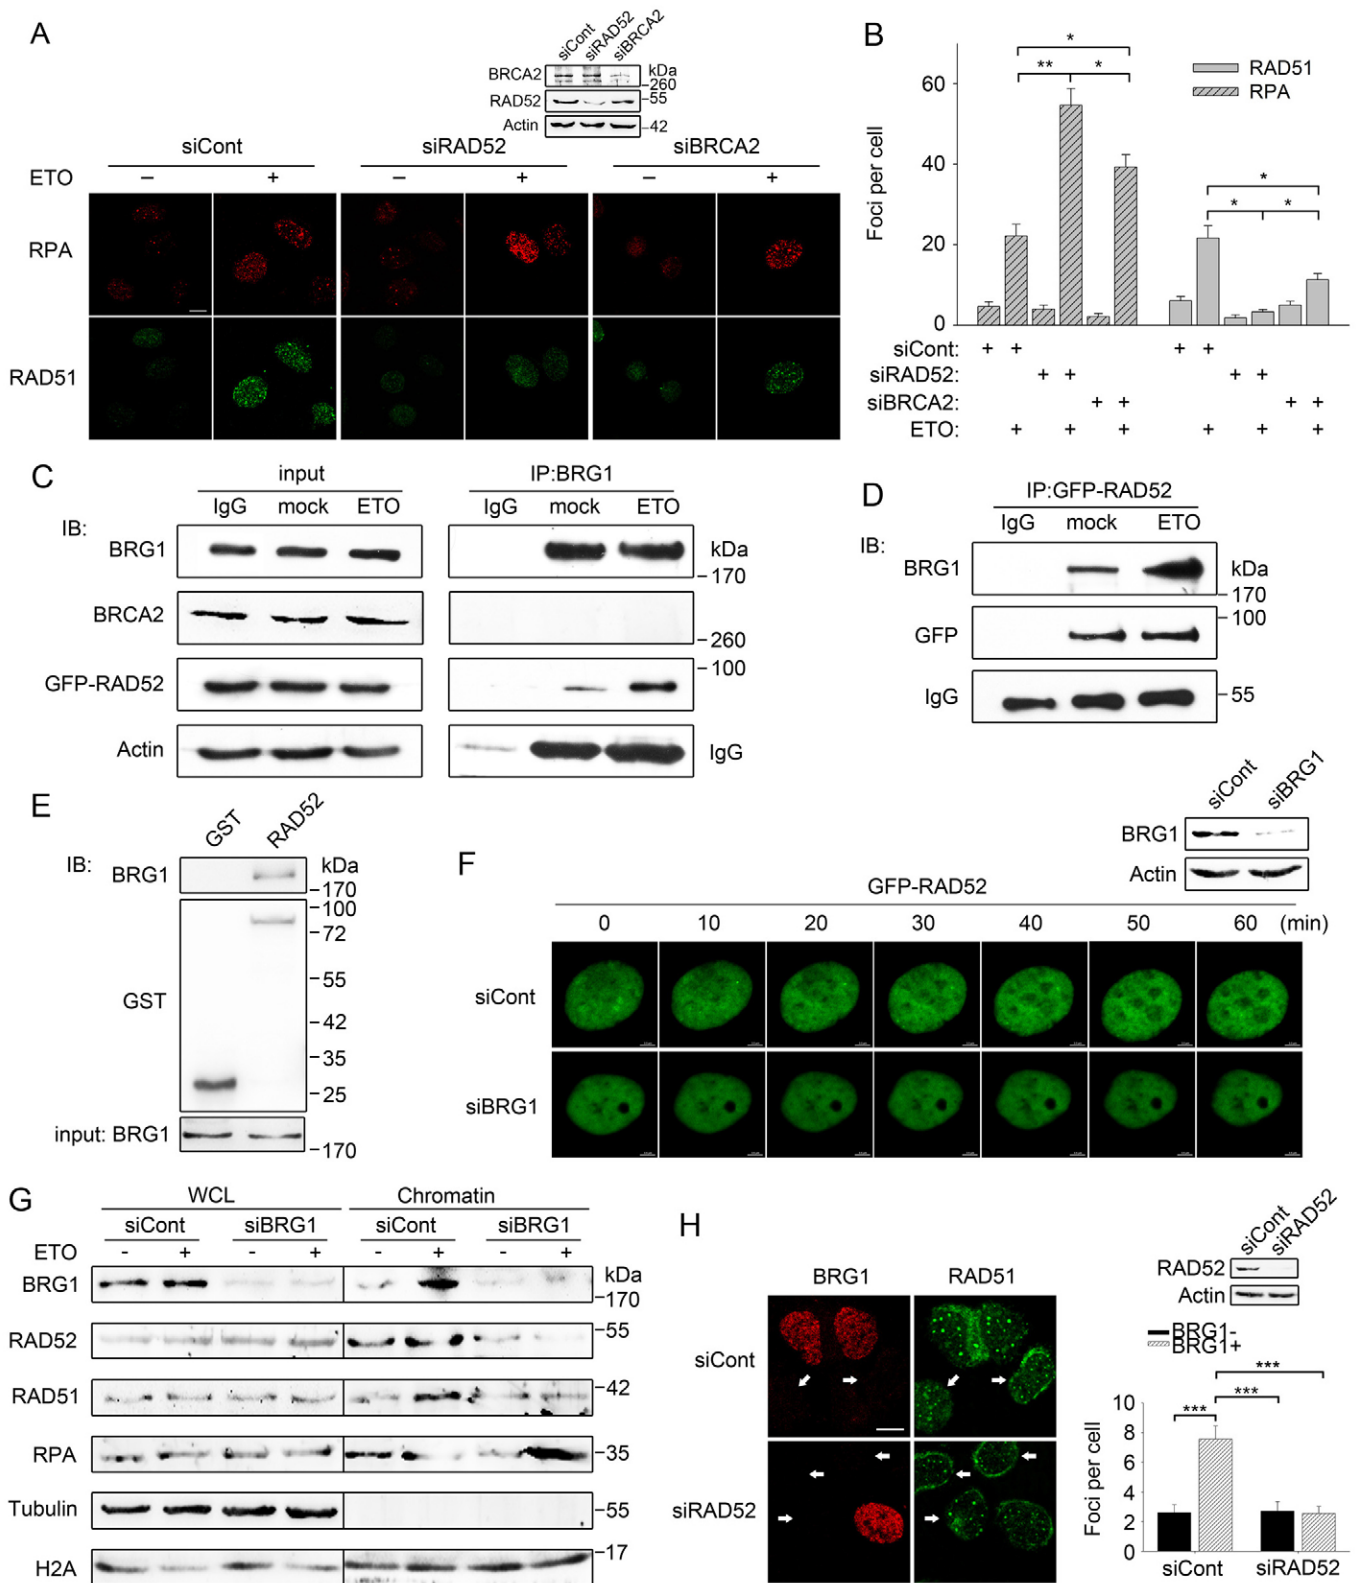 A
siCont
siRAD52
siBRCA2
BRCA2
kDa
260
RAD52
55
Actin
42
siCont siRAD52 siBRCA2
ETO – + – + – +
RPA
RAD51
B
Foci per cell
60
40
20
0
RAD51
RPA
* ** *
* * *
siCont: + + + +
siRAD52: + + + +
siBRCA2: + + + +
ETO: + + + + + +
C
input IP:BRG1
IgG mock ETO IgG mock ETO
IB:
BRG1 kDa
170
BRCA2
260
100
GFP-RAD52
Actin IgG
D
IP:GFP-RAD52
IgG mock ETO
IB:
BRG1 kDa
170
100
GFP
IgG 55
E
GST RAD52
IB: kDa
BRG1
170
100
72
55
GST
42
35
25
input: BRG1
170
F
siCont siBRG1
BRG1
Actin
GFP-RAD52
0 10 20 30 40 50 60 (min)
siCont
siBRG1
G
WCL Chromatin
siCont siBRG1 siCont siBRG1
ETO - + - + - + - +
BRG1 kDa
170
RAD52 55
RAD51 42
RPA 35
Tubulin 55
H2A 17
H
BRG1 RAD51
siCont
siRAD52
siCont siRAD52
RAD52
Actin
BRG1-
BRG1+
***
***
***
Foci per cell
10
8
6
4
2
0
siCont siRAD52